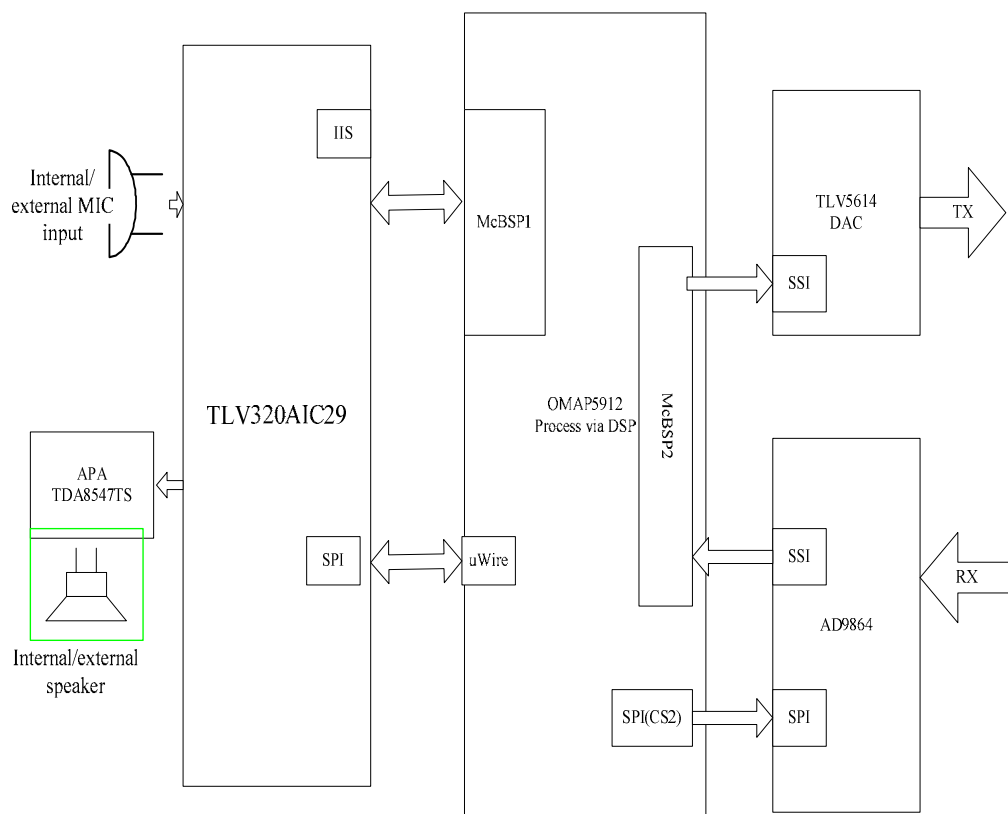 IIS
Internal/
external MIC
input
McBSP1
TLV5614
DAC
TX
SSI
TLV320AIC29
OMAP5912
Process via DSP
McBSP2
APA
TDA8547TS
SPI
uWire
SSI
RX
AD9864
Internal/external
speaker
SPI(CS2)
SPI